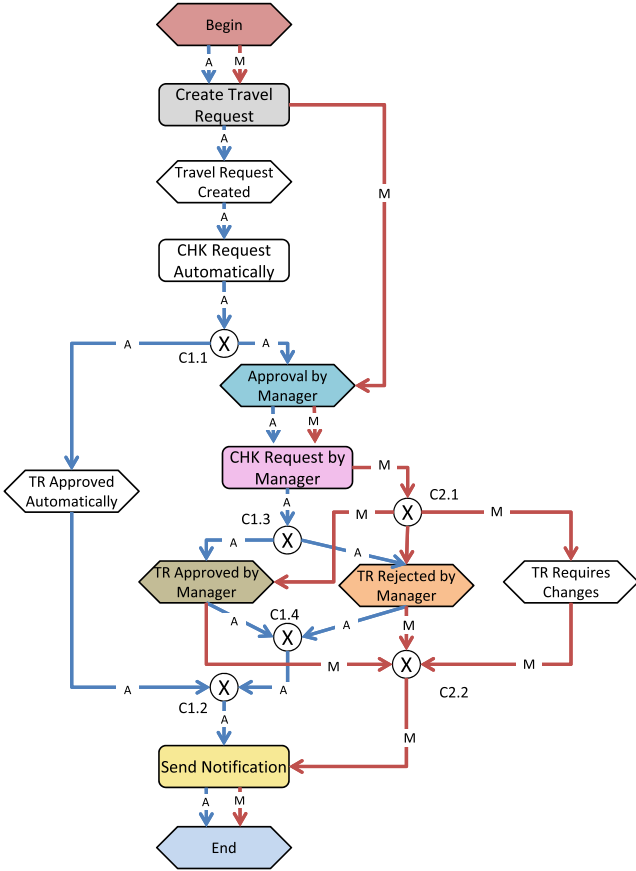 Begin
A
M
Create Travel
Request
A
M
Travel Request
Created
A
CHK Request
Automatically
A
A
X
A
C1.1
Approval by
Manager
A
M
CHK Request by
Manager
M
TR Approved
Automatically
A
C2.1
C1.3
M
X
M
A
X
A
TR Approved by
Manager
TR Rejected by
Manager
TR Requires
Changes
C1.4
A
X
A
M
M
X
M
A
X
A
C2.2
C1.2
A
M
Send Notification
A
M
End